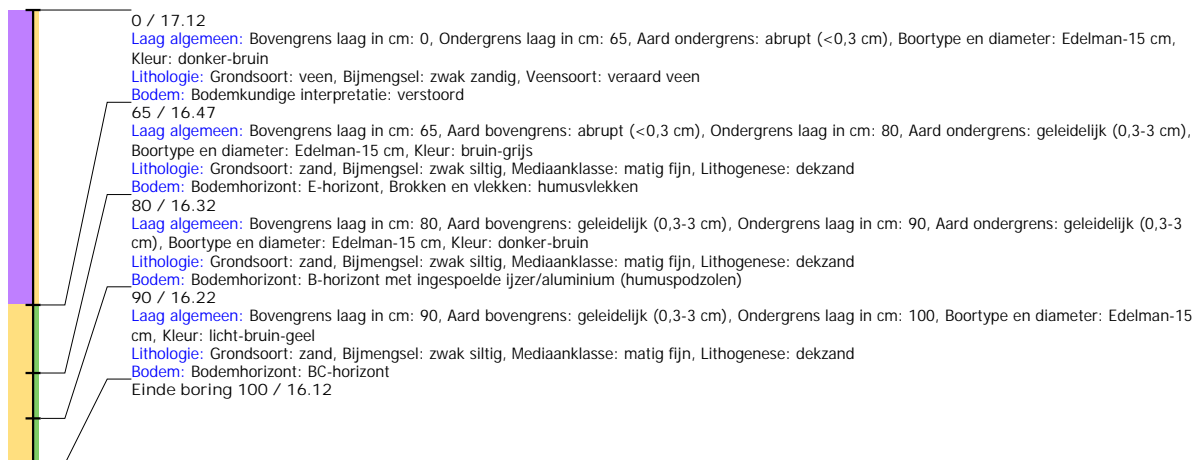 0 / 17.12
Laag algemeen: Bovengrens laag in cm: 0, Ondergrens laag in cm: 65, Aard ondergrens: abrupt (<0,3 cm), Boortype en diameter: Edelman-15 cm,
Kleur: donker-bruin
Lithologie: Grondsoort: veen, Bijmengsel: zwak zandig, Veensoort: veraard veen
Bodem: Bodemkundige interpretatie: verstoord
65 / 16.47
Laag algemeen: Bovengrens laag in cm: 65, Aard bovengrens: abrupt (<0,3 cm), Ondergrens laag in cm: 80, Aard ondergrens: geleidelijk (0,3-3 cm),
Boortype en diameter: Edelman-15 cm, Kleur: bruin-grijs
Lithologie: Grondsoort: zand, Bijmengsel: zwak siltig, Mediaanklasse: matig fijn, Lithogenese: dekzand
Bodem: Bodemhorizont: E-horizont, Brokken en vlekken: humusvlekken
80 / 16.32
Laag algemeen: Bovengrens laag in cm: 80, Aard bovengrens: geleidelijk (0,3-3 cm), Ondergrens laag in cm: 90, Aard ondergrens: geleidelijk (0,3-3
cm), Boortype en diameter: Edelman-15 cm, Kleur: donker-bruin
Lithologie: Grondsoort: zand, Bijmengsel: zwak siltig, Mediaanklasse: matig fijn, Lithogenese: dekzand
Bodem: Bodemhorizont: B-horizont met ingespoelde ijzer/aluminium (humuspodzolen)
90 / 16.22
Laag algemeen: Bovengrens laag in cm: 90, Aard bovengrens: geleidelijk (0,3-3 cm), Ondergrens laag in cm: 100, Boortype en diameter: Edelman-15
cm, Kleur: licht-bruin-geel
Lithologie: Grondsoort: zand, Bijmengsel: zwak siltig, Mediaanklasse: matig fijn, Lithogenese: dekzand
Bodem: Bodemhorizont: BC-horizont
Einde boring 100 / 16.12